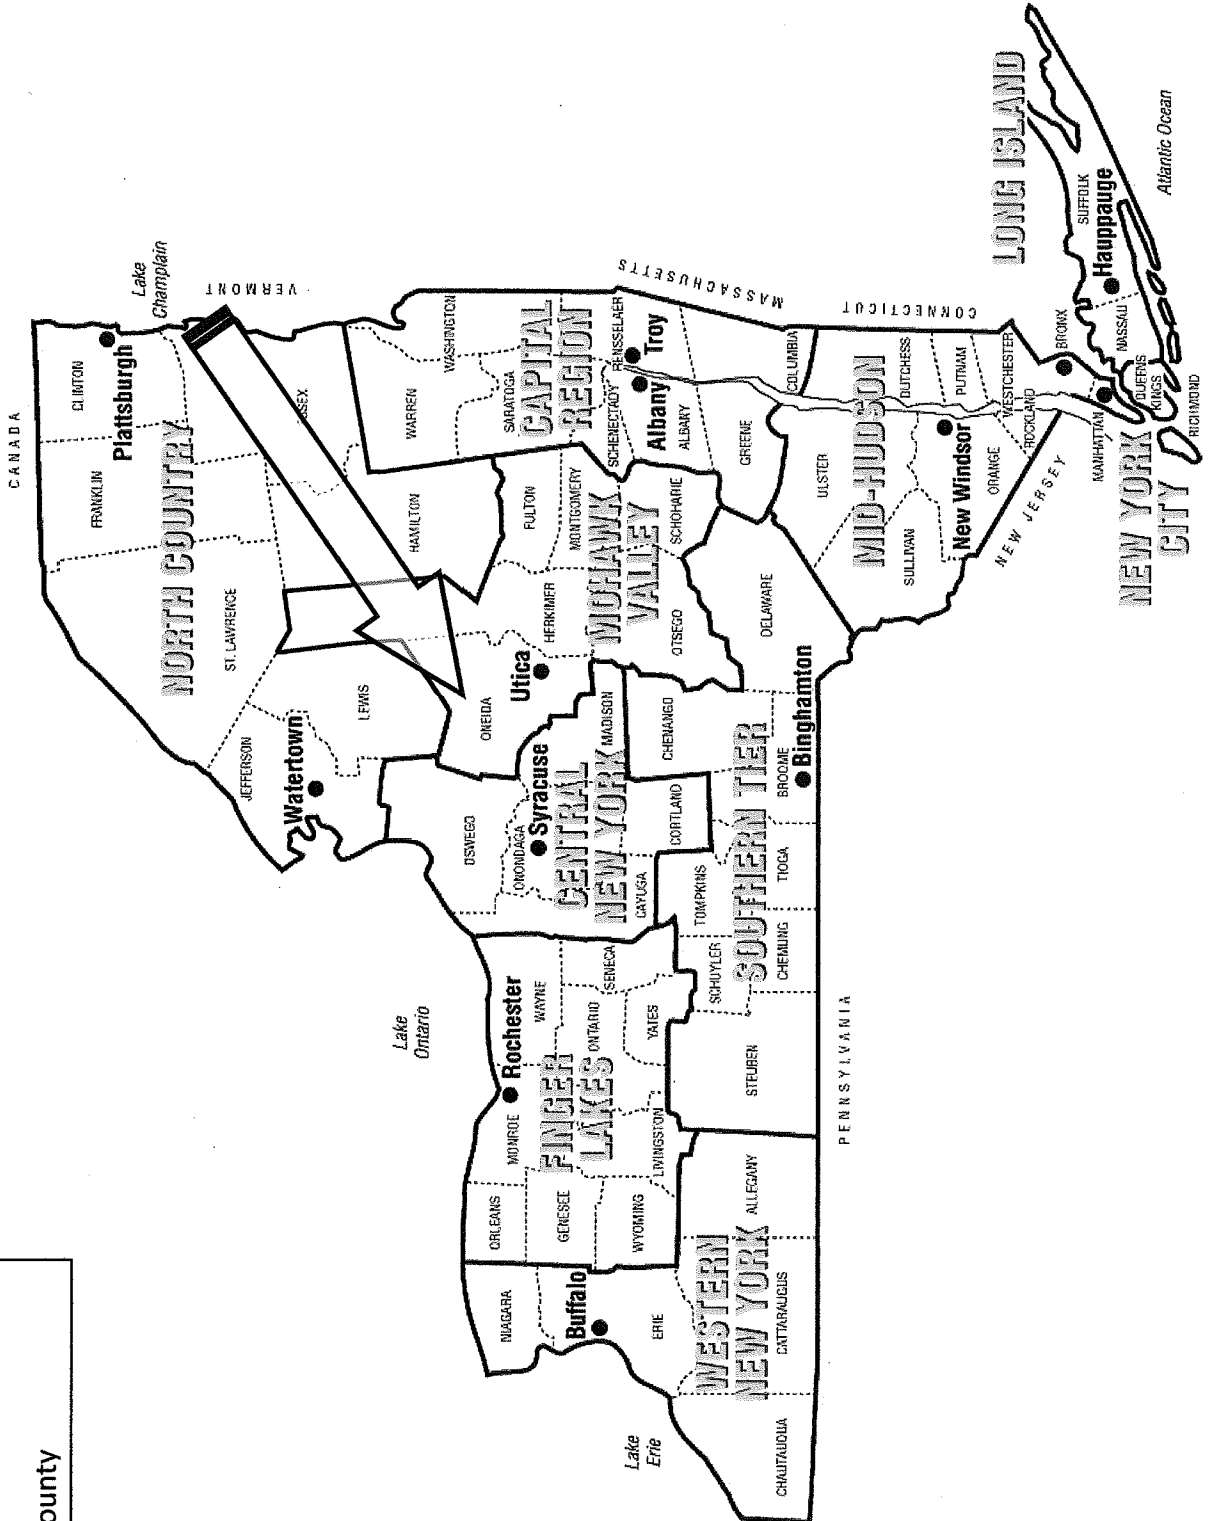 ounty
CANADA
Lake
Champlain
VERMONT
CLINTON
Plattsburgh
FRANKLIN
NORTH COUNTRY
ST. LAWRENCE
SEX
JEFFERSON
Watertown
LEWIS
HAMILTON
WARREN
WASHINGTON
SARATOGA
CAPITAL
REGION
SCHENECTADY
RENSSELAER
Troy
Albany
ALBANY
GREENE
COLUMBIA
MASSACHUSETTS
FULTON
MONTGOMERY
MOHAWK
VALLEY
SCHOHARIE
HERKIMER
OTSEGO
Utica
ONEIDA
OSWEGO
ONONDAGA
Syracuse
CENTRAL
NEW YORK
MADISON
CAYUGA
CORTLAND
Lake
Ontario
Rochester
MONROE
WAYNE
FINGER
LAKES
ONTARIO
SENECA
YATES
LIVINGSTON
ORLEANS
GENESEE
WYOMING
NIAGARA
Buffalo
ERIE
WESTERN
NEW YORK
ALLEGANY
CATTARAUGUS
CHAUTAUQUA
Lake
Erie
CHENANGO
DELAWARE
SOUTHERN TIER
BROOME
Binghamton
TIOGA
TOMPKINS
CHEMUNG
SCHUYLER
STEUBEN
PENNSYLVANIA
CONNECTICUT
MID-HUDSON
DUTCHESS
ULSTER
PUTNAM
SULLIVAN
New Windsor
ORANGE
WESTCHESTER
ROCKLAND
NEW JERSEY
NEW YORK
CITY
MANHATTAN
BRONX
QUEENS
KINGS
RICHMOND
LONG ISLAND
NASSAU
SUFFOLK
Hauppauge
Atlantic Ocean